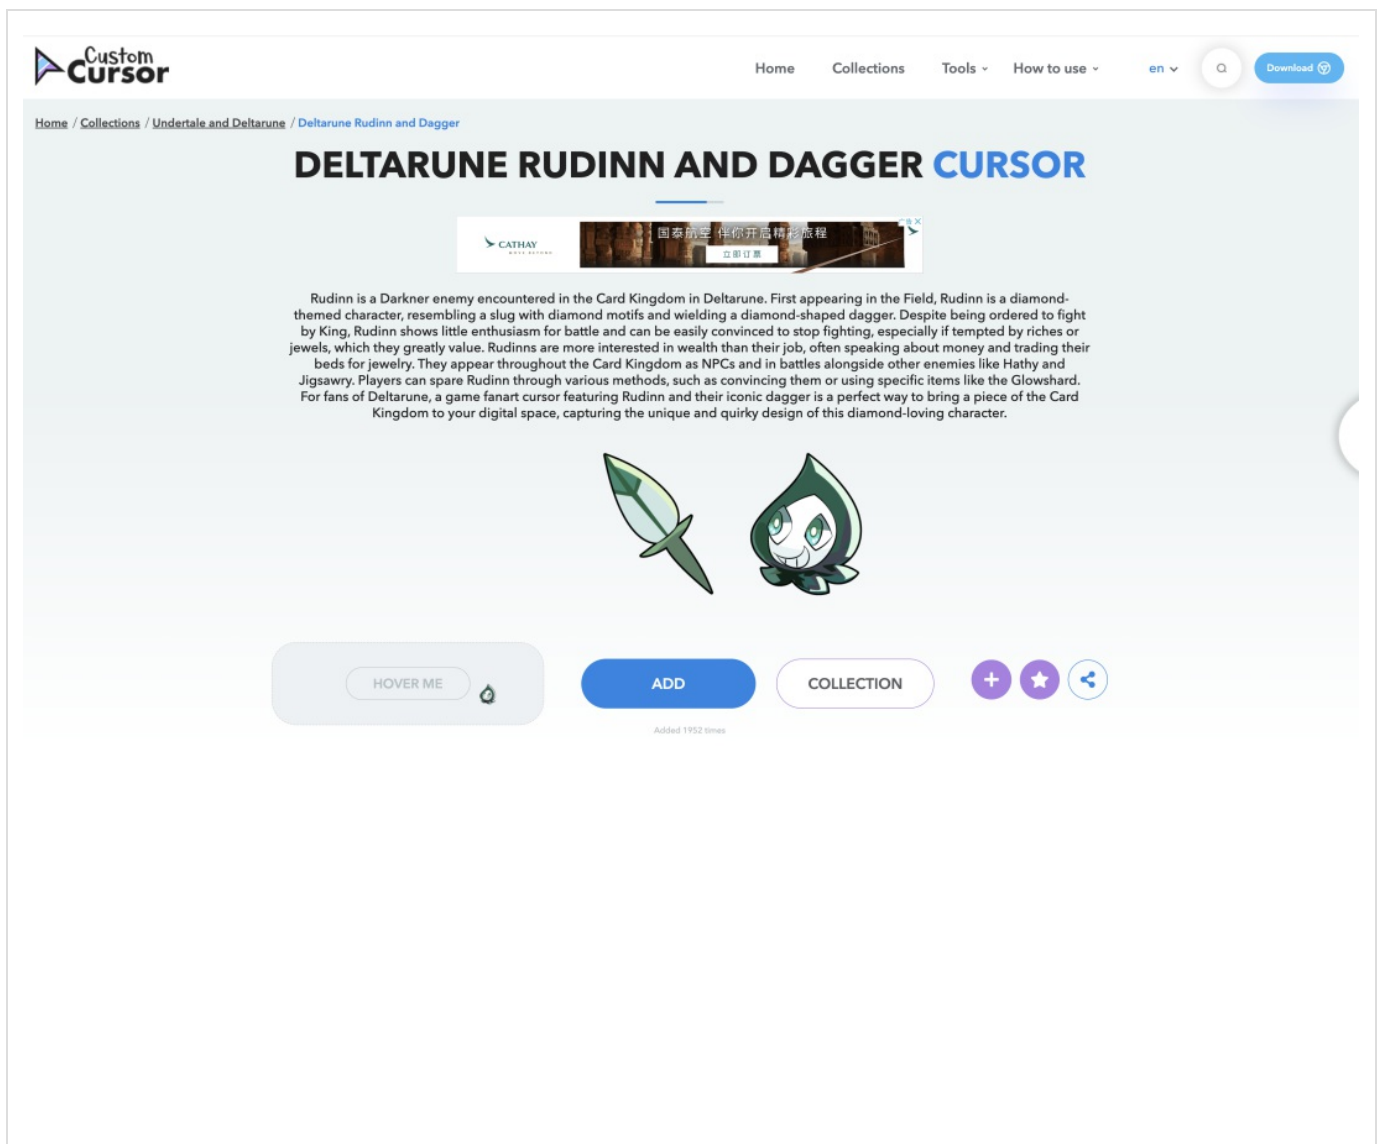 Custom
Cursor
Home Collections Tools How to use en Download
Home / Collections / Undertale and Deltarune / Deltarune Rudinn and Dagger
DELTARUNE RUDINN AND DAGGER CURSOR
国泰航空 伴你开启精彩旅程
CATHAY
MOVE BEYOND
立即订票
Rudinn is a Darkner enemy encountered in the Card Kingdom in Deltarune. First appearing in the Field, Rudinn is a diamond-
themed character, resembling a slug with diamond motifs and wielding a diamond-shaped dagger. Despite being ordered to fight
by King, Rudinn shows little enthusiasm for battle and can be easily convinced to stop fighting, especially if tempted by riches or
jewels, which they greatly value. Rudinns are more interested in wealth than their job, often speaking about money and trading their
beds for jewelry. They appear throughout the Card Kingdom as NPCs and in battles alongside other enemies like Hathy and
Jigsawry. Players can spare Rudinn through various methods, such as convincing them or using specific items like the Glowshard.
For fans of Deltarune, a game fanart cursor featuring Rudinn and their iconic dagger is a perfect way to bring a piece of the Card
Kingdom to your digital space, capturing the unique and quirky design of this diamond-loving character.
HOVER ME ADD COLLECTION
Added 1952 times